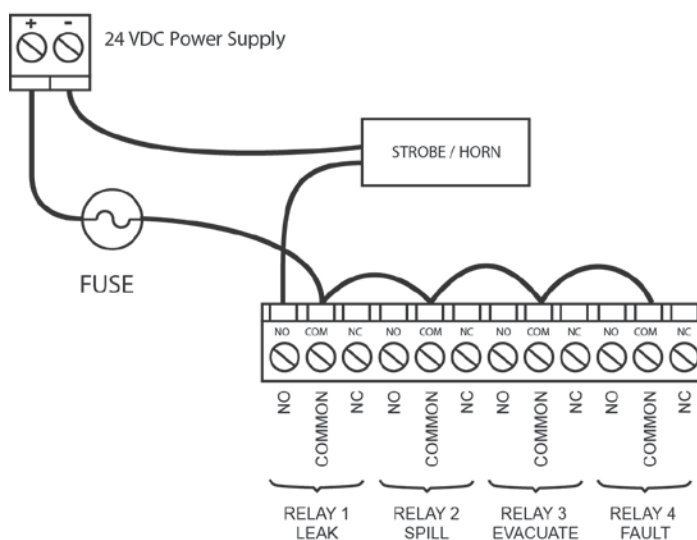 + -
24 VDC Power Supply
STROBE / HORN
FUSE
NO COM NC NO COM NC NO COM NC NO COM NC
NO COMMON NC NO COMMON NC NO COMMON NC NO COMMON NC
RELAY 1 RELAY 2 RELAY 3 RELAY 4
LEAK SPILL EVACUATE FAULT